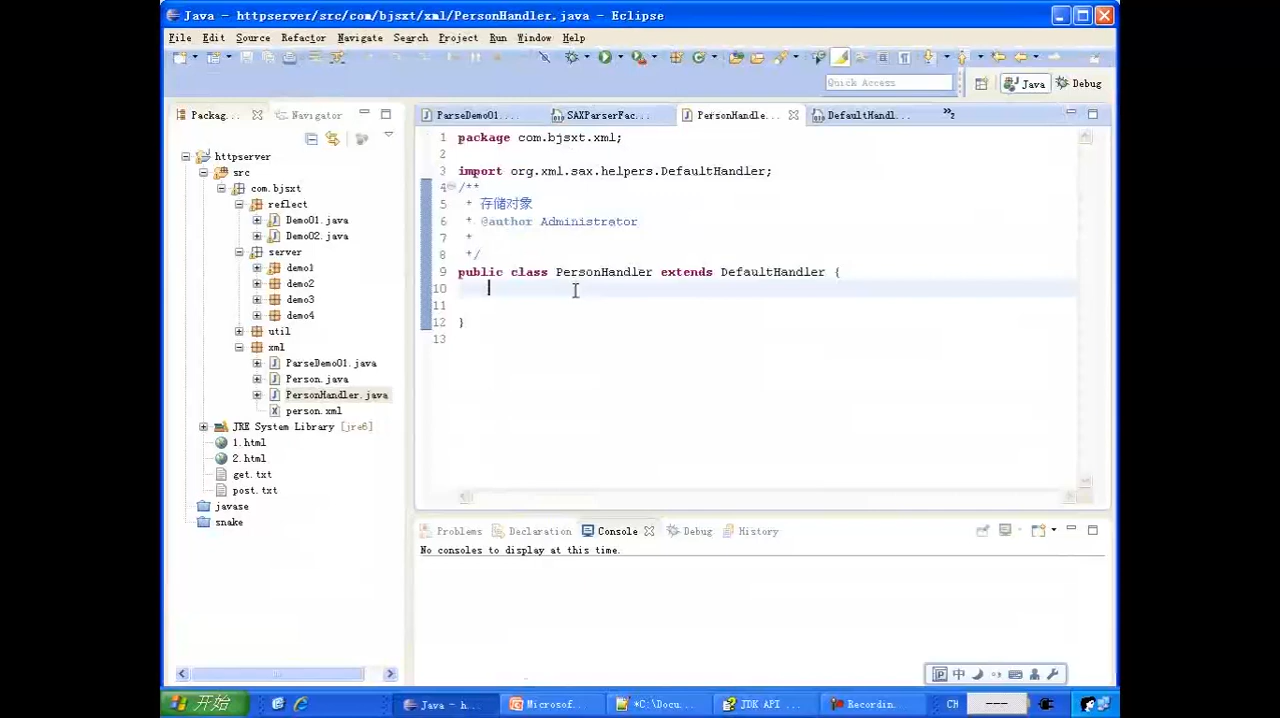 Java - httpserver/src/com/bjsxt/xml/PersonHandler.java - Eclipse
File Edit Source Refactor Navigate Search Project Run Window Help
Quick Access
Java
Debug
Packag...
Navigator
httpserver
src
com.bjsxt
reflect
Demo01.java
Demo02.java
server
demo1
demo2
demo3
demo4
util
xml
ParseDemo01.java
Person.java
PersonHandler.java
person.xml
JRE System Library [jre6]
1.html
2.html
get.txt
post.txt
javase
snake
ParseDemo01....
SAXParserFac...
PersonHandle...
DefaultHandl...
»2
1 package com.bjsxt.xml;
2
3 import org.xml.sax.helpers.DefaultHandler;
4 /**
5 * 存储对象
6 * @author Administrator
7 *
8 */
9 public class PersonHandler extends DefaultHandler {
10
11
12 }
13
Problems Declaration Console Debug History
No consoles to display at this time.
中
开始
Java - h...
Microsof...
*C:\Docu...
JDK API ...
Recordin...
CH